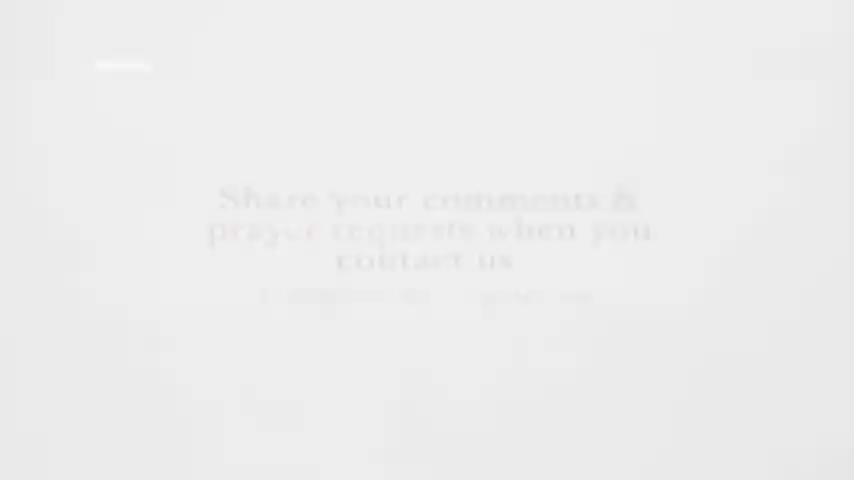 Share your comments &
prayer requests when you
contact us